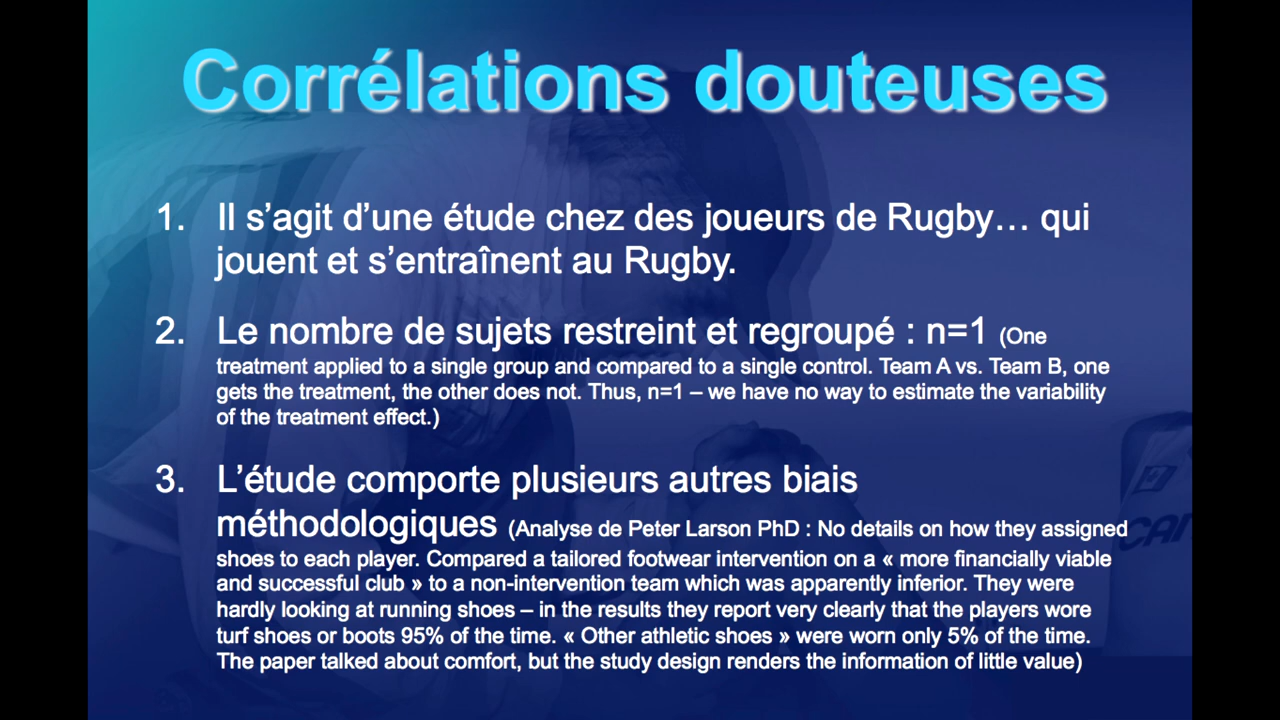 Corrélations douteuses
1. Il s’agit d’une étude chez des joueurs de Rugby… qui
jouent et s’entraînent au Rugby.
2. Le nombre de sujets restreint et regroupé : n=1 (One
treatment applied to a single group and compared to a single control. Team A vs. Team B, one
gets the treatment, the other does not. Thus, n=1 – we have no way to estimate the variability
of the treatment effect.)
3. L’étude comporte plusieurs autres biais
méthodologiques (Analyse de Peter Larson PhD : No details on how they assigned
shoes to each player. Compared a tailored footwear intervention on a « more financially viable
and successful club » to a non-intervention team which was apparently inferior. They were
hardly looking at running shoes – in the results they report very clearly that the players wore
turf shoes or boots 95% of the time. « Other athletic shoes » were worn only 5% of the time.
The paper talked about comfort, but the study design renders the information of little value)